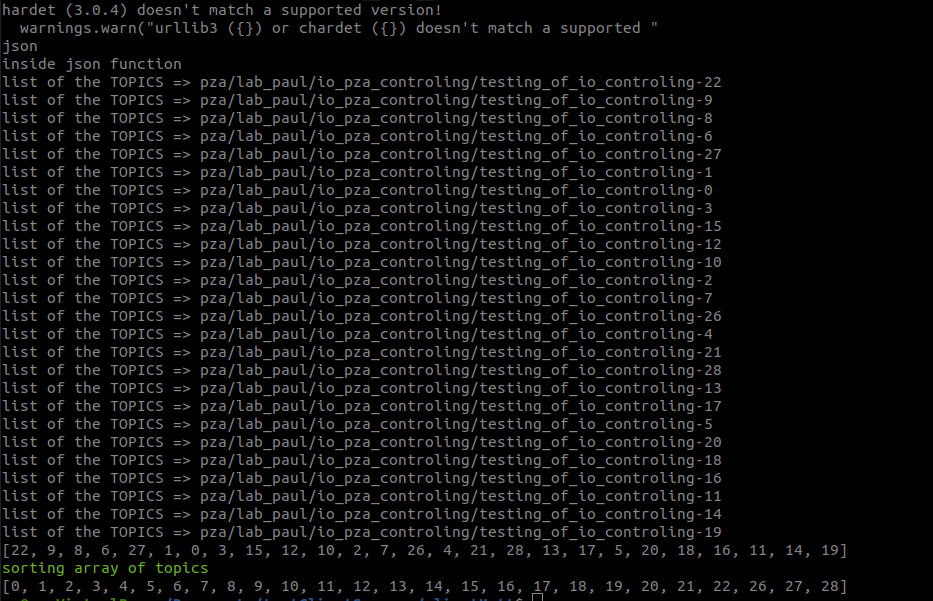 hardet (3.0.4) doesn't match a supported version!
  warnings.warn("urllib3 ({}) or chardet ({}) doesn't match a supported "
json
inside json function
list of the TOPICS => pza/lab_paul/io_pza_controling/testing_of_io_controling-22
list of the TOPICS => pza/lab_paul/io_pza_controling/testing_of_io_controling-9
list of the TOPICS => pza/lab_paul/io_pza_controling/testing_of_io_controling-8
list of the TOPICS => pza/lab_paul/io_pza_controling/testing_of_io_controling-6
list of the TOPICS => pza/lab_paul/io_pza_controling/testing_of_io_controling-27
list of the TOPICS => pza/lab_paul/io_pza_controling/testing_of_io_controling-1
list of the TOPICS => pza/lab_paul/io_pza_controling/testing_of_io_controling-0
list of the TOPICS => pza/lab_paul/io_pza_controling/testing_of_io_controling-3
list of the TOPICS => pza/lab_paul/io_pza_controling/testing_of_io_controling-15
list of the TOPICS => pza/lab_paul/io_pza_controling/testing_of_io_controling-12
list of the TOPICS => pza/lab_paul/io_pza_controling/testing_of_io_controling-10
list of the TOPICS => pza/lab_paul/io_pza_controling/testing_of_io_controling-2
list of the TOPICS => pza/lab_paul/io_pza_controling/testing_of_io_controling-7
list of the TOPICS => pza/lab_paul/io_pza_controling/testing_of_io_controling-26
list of the TOPICS => pza/lab_paul/io_pza_controling/testing_of_io_controling-4
list of the TOPICS => pza/lab_paul/io_pza_controling/testing_of_io_controling-21
list of the TOPICS => pza/lab_paul/io_pza_controling/testing_of_io_controling-28
list of the TOPICS => pza/lab_paul/io_pza_controling/testing_of_io_controling-13
list of the TOPICS => pza/lab_paul/io_pza_controling/testing_of_io_controling-17
list of the TOPICS => pza/lab_paul/io_pza_controling/testing_of_io_controling-5
list of the TOPICS => pza/lab_paul/io_pza_controling/testing_of_io_controling-20
list of the TOPICS => pza/lab_paul/io_pza_controling/testing_of_io_controling-18
list of the TOPICS => pza/lab_paul/io_pza_controling/testing_of_io_controling-16
list of the TOPICS => pza/lab_paul/io_pza_controling/testing_of_io_controling-11
list of the TOPICS => pza/lab_paul/io_pza_controling/testing_of_io_controling-14
list of the TOPICS => pza/lab_paul/io_pza_controling/testing_of_io_controling-19
[22, 9, 8, 6, 27, 1, 0, 3, 15, 12, 10, 2, 7, 26, 4, 21, 28, 13, 17, 5, 20, 18, 16, 11, 14, 19]
sorting array of topics
[0, 1, 2, 3, 4, 5, 6, 7, 8, 9, 10, 11, 12, 13, 14, 15, 16, 17, 18, 19, 20, 21, 22, 26, 27, 28]